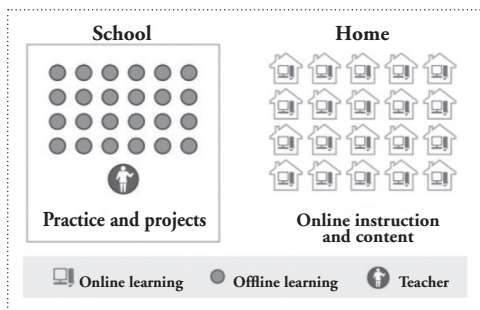 School
Home
Practice and projects
Online instruction
and content
Online learning
Offline learning
Teacher